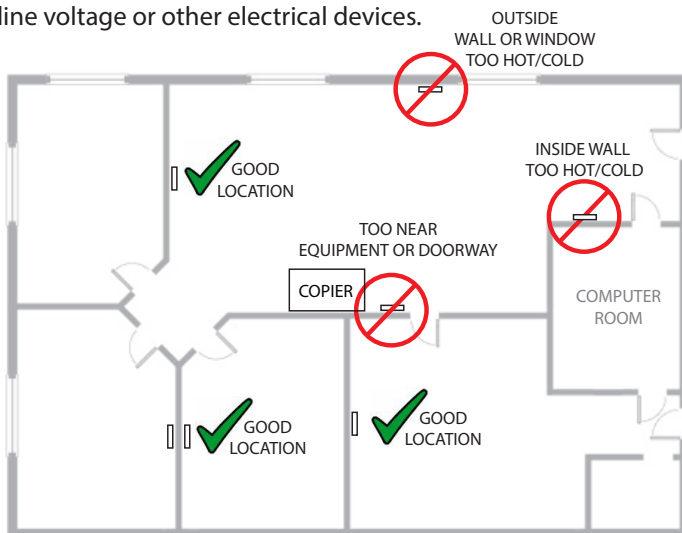 line voltage or other electrical devices.
OUTSIDE
WALL OR WINDOW
TOO HOT/COLD
GOOD
LOCATION
INSIDE WALL
TOO HOT/COLD
TOO NEAR
EQUIPMENT OR DOORWAY
COPIER
COMPUTER
ROOM
GOOD
LOCATION
GOOD
LOCATION